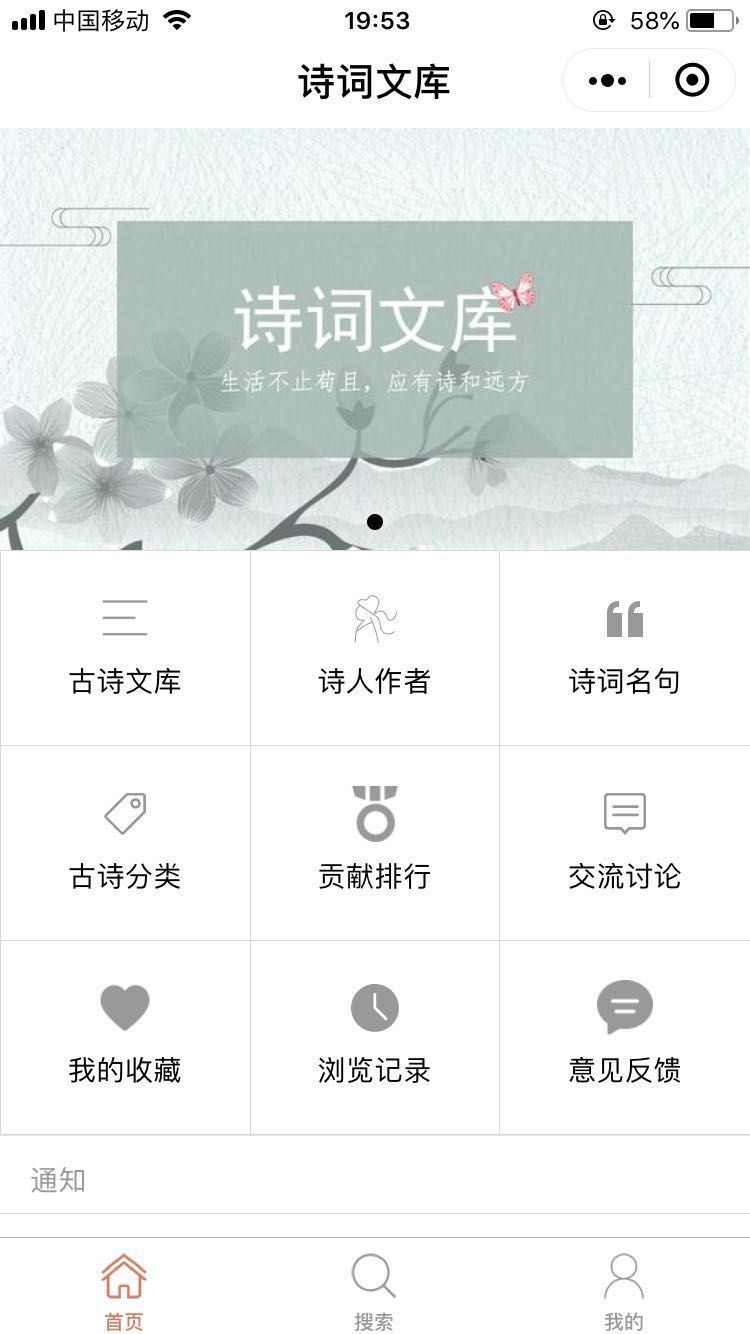 中国移动 19:53 58%
诗词文库
诗词文库
生活不止苟且，应有诗和远方
古诗文库 诗人作者 诗词名句
古诗分类 贡献排行 交流讨论
我的收藏 浏览记录 意见反馈
通知
首页 搜索 我的